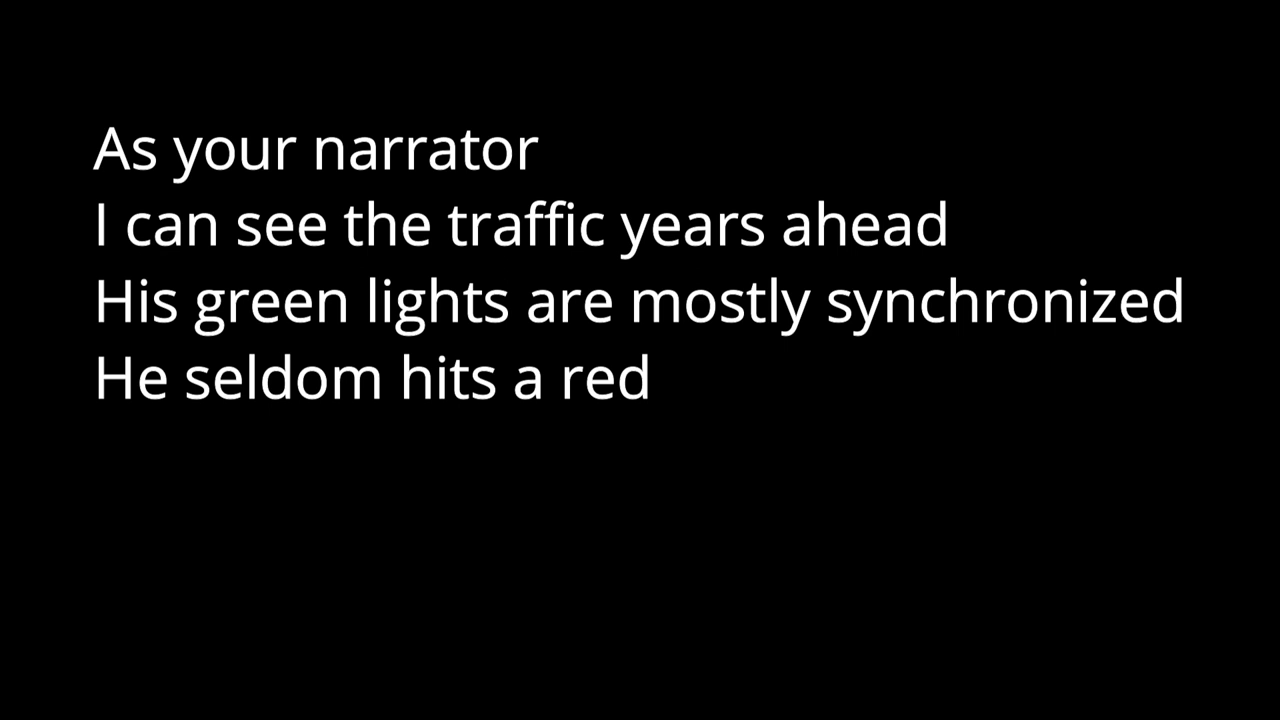 As your narrator
I can see the traffic years ahead
His green lights are mostly synchronized
He seldom hits a red